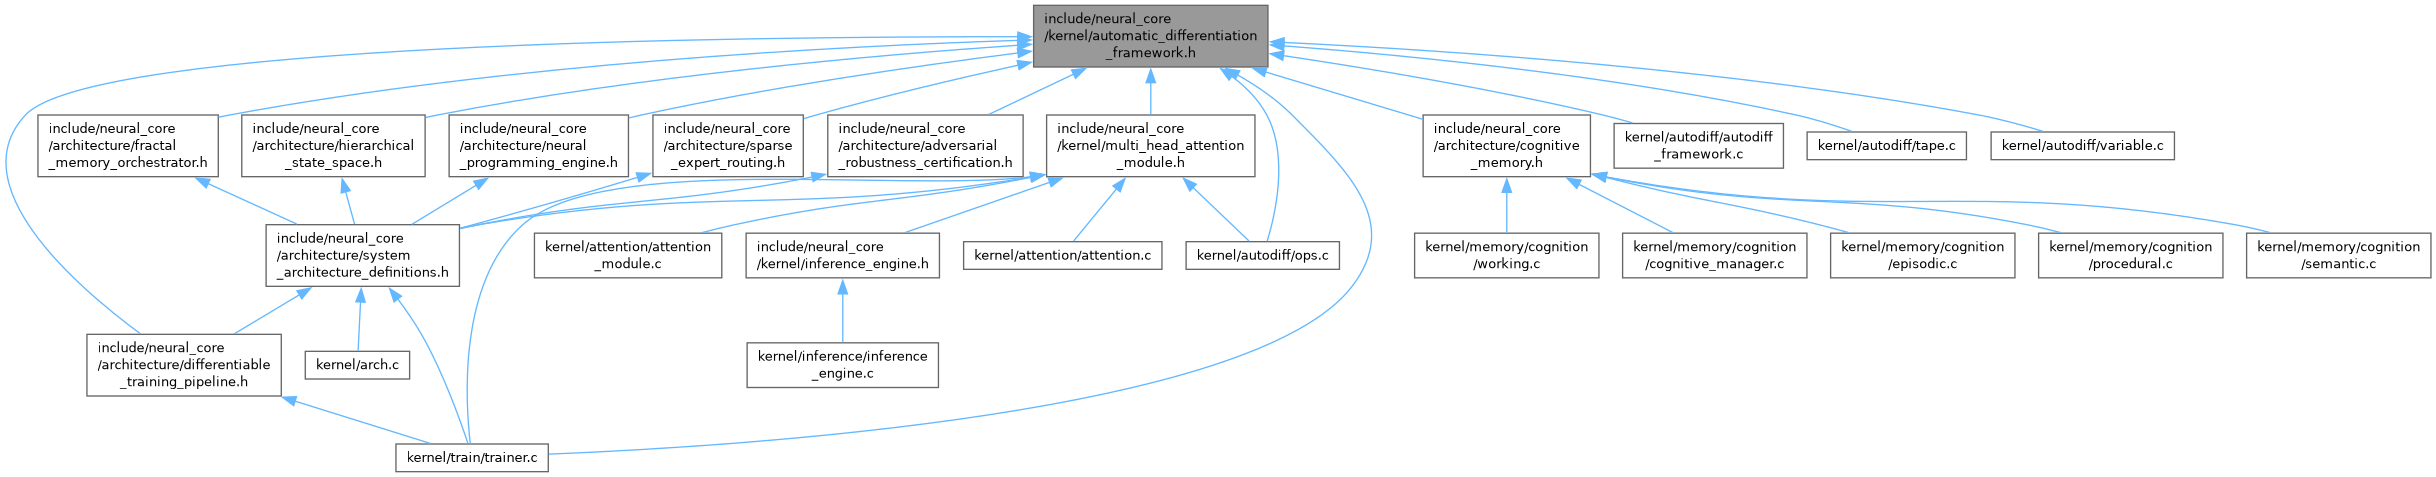 include/neural_core
/kernel/automatic_differentiation
_framework.h
include/neural_core
/architecture/fractal
_memory_orchestrator.h
include/neural_core
/architecture/hierarchical
_state_space.h
include/neural_core
/architecture/neural
_programming_engine.h
include/neural_core
/architecture/sparse
_expert_routing.h
include/neural_core
/architecture/adversarial
_robustness_certification.h
include/neural_core
/kernel/multi_head_attention
_module.h
include/neural_core
/architecture/cognitive
_memory.h
kernel/autodiff/autodiff
_framework.c
kernel/autodiff/tape.c
kernel/autodiff/variable.c
include/neural_core
/architecture/system
_architecture_definitions.h
kernel/attention/attention
_module.c
include/neural_core
/kernel/inference_engine.h
kernel/attention/attention.c
kernel/autodiff/ops.c
kernel/memory/cognition
/working.c
kernel/memory/cognition
/cognitive_manager.c
kernel/memory/cognition
/episodic.c
kernel/memory/cognition
/procedural.c
kernel/memory/cognition
/semantic.c
include/neural_core
/architecture/differentiable
_training_pipeline.h
kernel/arch.c
kernel/inference/inference
_engine.c
kernel/train/trainer.c